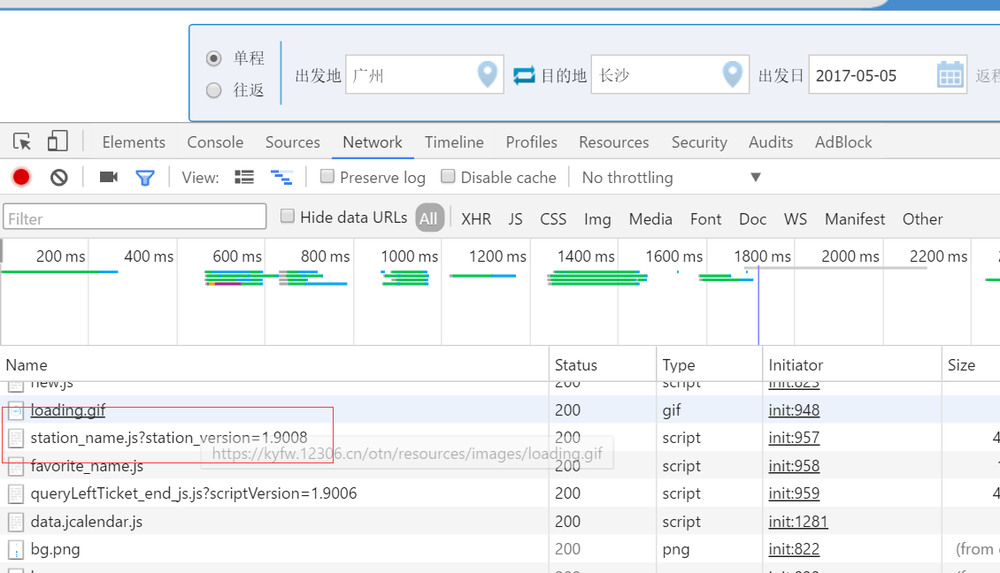 单程
往返
出发地 广州 目的地 长沙 出发日 2017-05-05 返程
Elements Console Sources Network Timeline Profiles Resources Security Audits AdBlock
View: Preserve log Disable cache No throttling
Filter Hide data URLs All XHR JS CSS Img Media Font Doc WS Manifest Other
200 ms 400 ms 600 ms 800 ms 1000 ms 1200 ms 1400 ms 1600 ms 1800 ms 2000 ms 2200 ms
Name Status Type Initiator Size
new.js 200 script init:823
loading.gif 200 gif init:948
station_name.js?station_version=1.9008 200 script init:957 4
https://kyfw.12306.cn/otn/resources/images/loading.gif
favorite_name.js 200 script init:958
queryLeftTicket_end_js.js?scriptVersion=1.9006 200 script init:959 4
data.jcalendar.js 200 script init:1281
bg.png 200 png init:822 (from